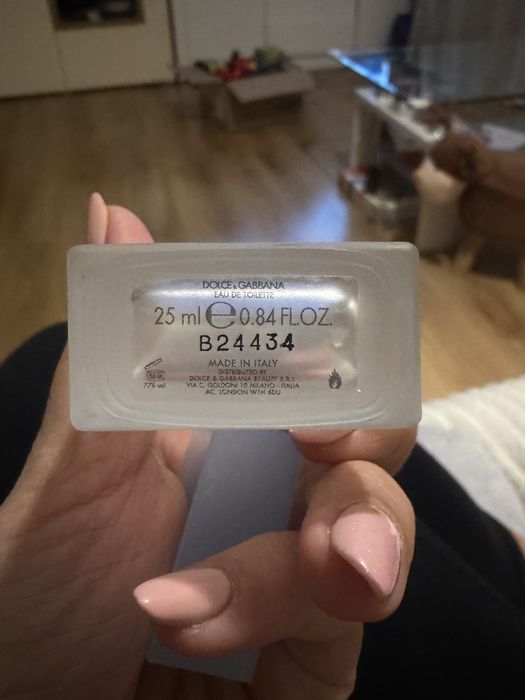 DOLCE & GABBANA
EAU DE TOILETTE
25 ml ℮ 0.84 FL.OZ.
B24434
MADE IN ITALY
DISTRIBUTED BY
DOLCE & GABBANA BEAUTY S.R.L.
VIA C. GOLDONI 10 MILANO - ITALIA
AC, LONDON W1H 6DU
77% vol